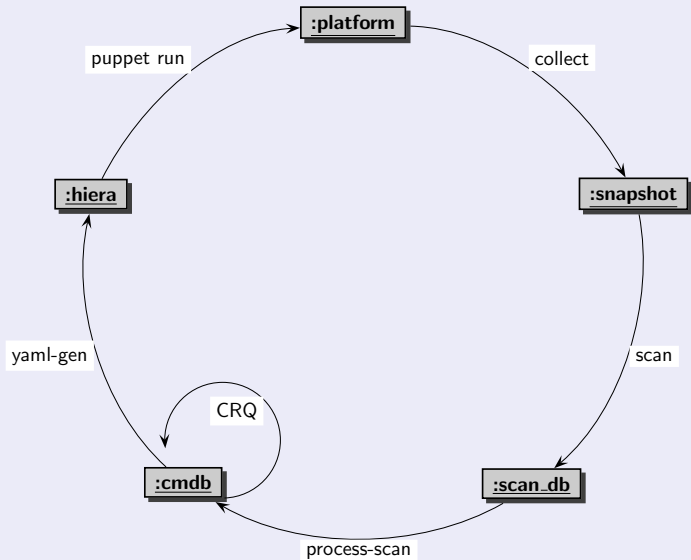 :platform
puppet run
collect
:hiera
:snapshot
yaml-gen
scan
CRQ
:cmdb
:scan_db
process-scan